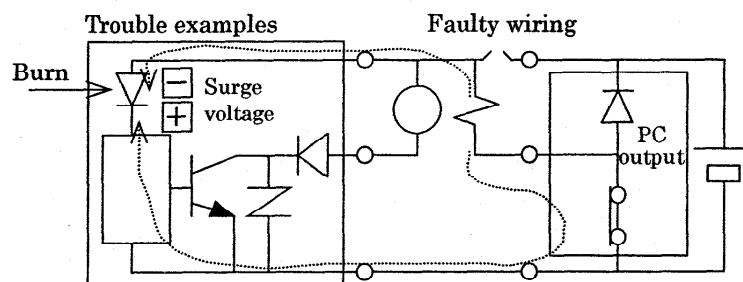 Trouble examples
Faulty wiring
Burn
−
Surge
+
voltage
PC
output